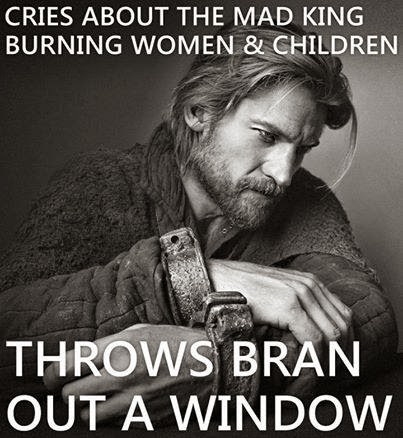 CRIES ABOUT THE MAD KING
BURNING WOMEN & CHILDREN
THROWS BRAN
OUT A WINDOW